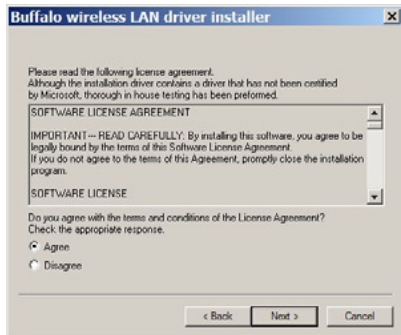 Buffalo wireless LAN driver installer
Please read the following license agreement.
Although the installation driver contains a driver that has not been certified
by Microsoft, thorough in house testing has been preformed.
SOFTWARE LICENSE AGREEMENT
IMPORTANT--- READ CAREFULLY: By installing this software, you agree to be
legally bound by the terms of this Software License Agreement.
If you do not agree to the terms of this Agreement, promptly close the installation
program.
SOFTWARE LICENSE
Do you agree with the terms and conditions of the License Agreement?
Check the appropriate response.
Agree
Disagree
< Back Next > Cancel